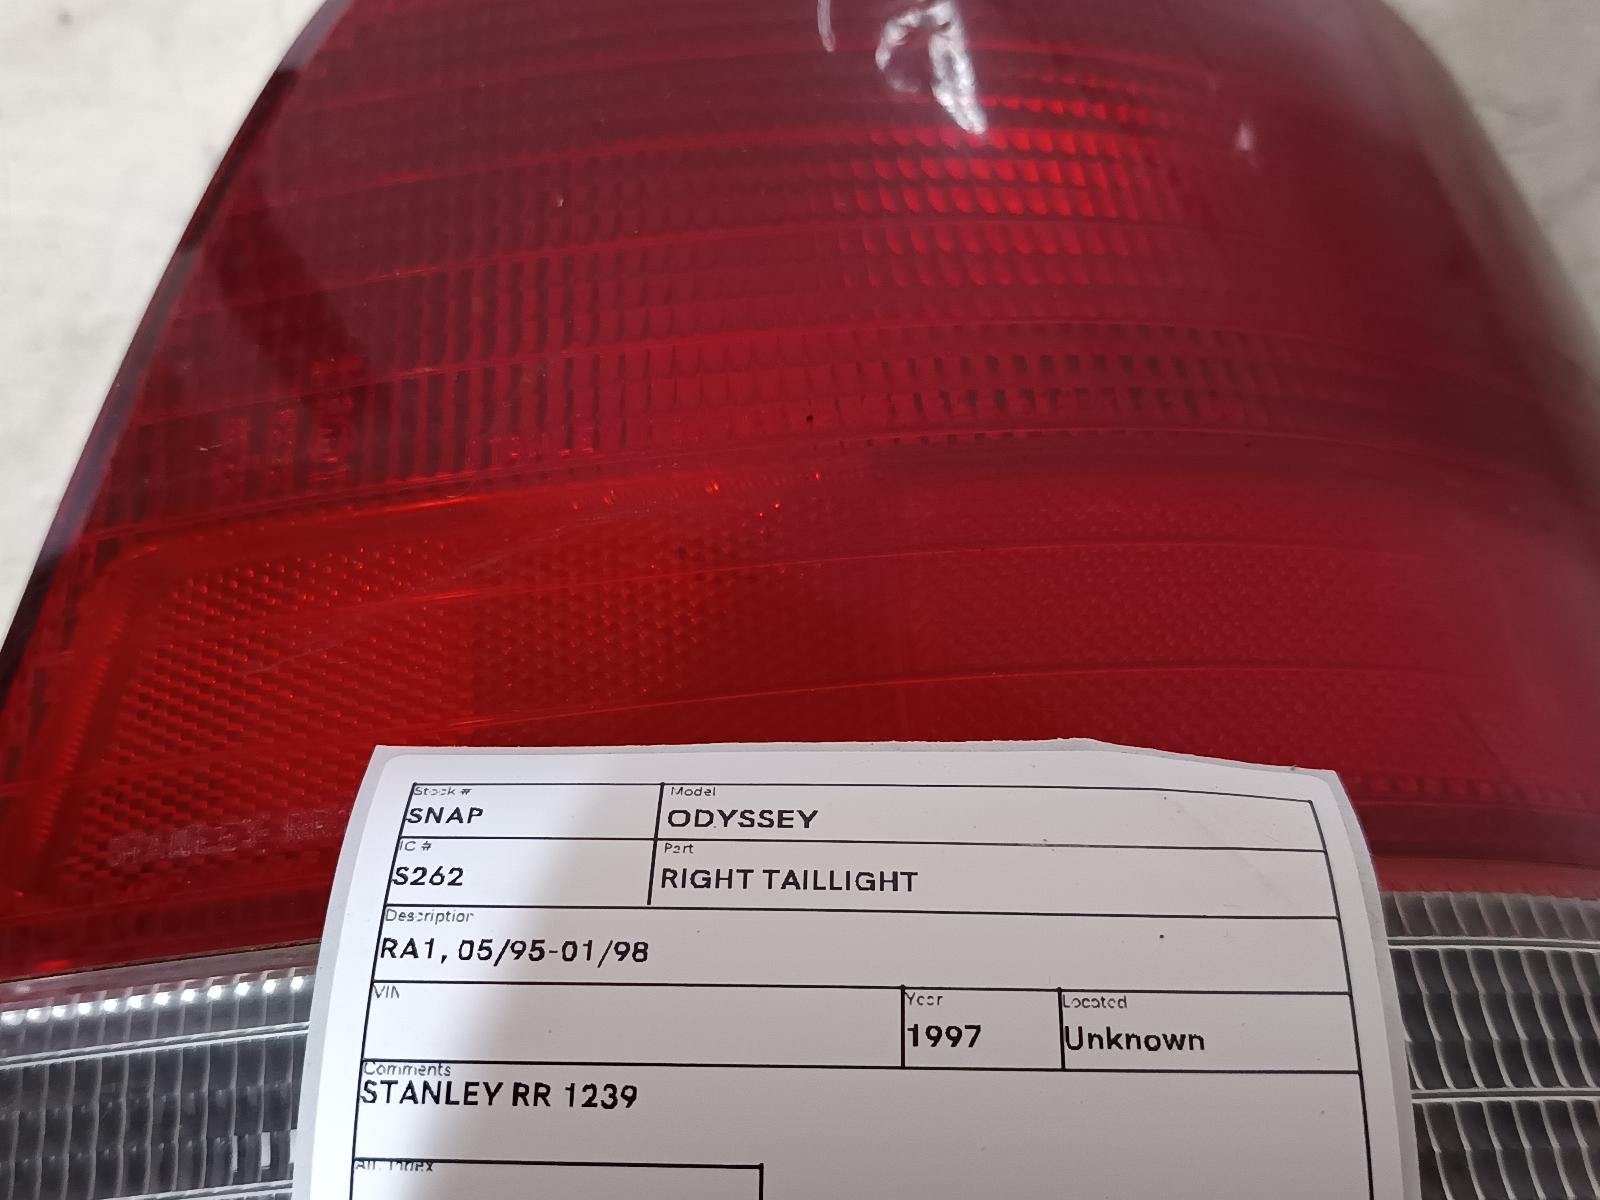 Stock #
SNAP
Model
ODYSSEY
IC #
S262
Part
RIGHT TAILLIGHT
Description
RA1, 05/95-01/98
VIN
Year
1997
Located
Unknown
Comments
STANLEY RR 1239